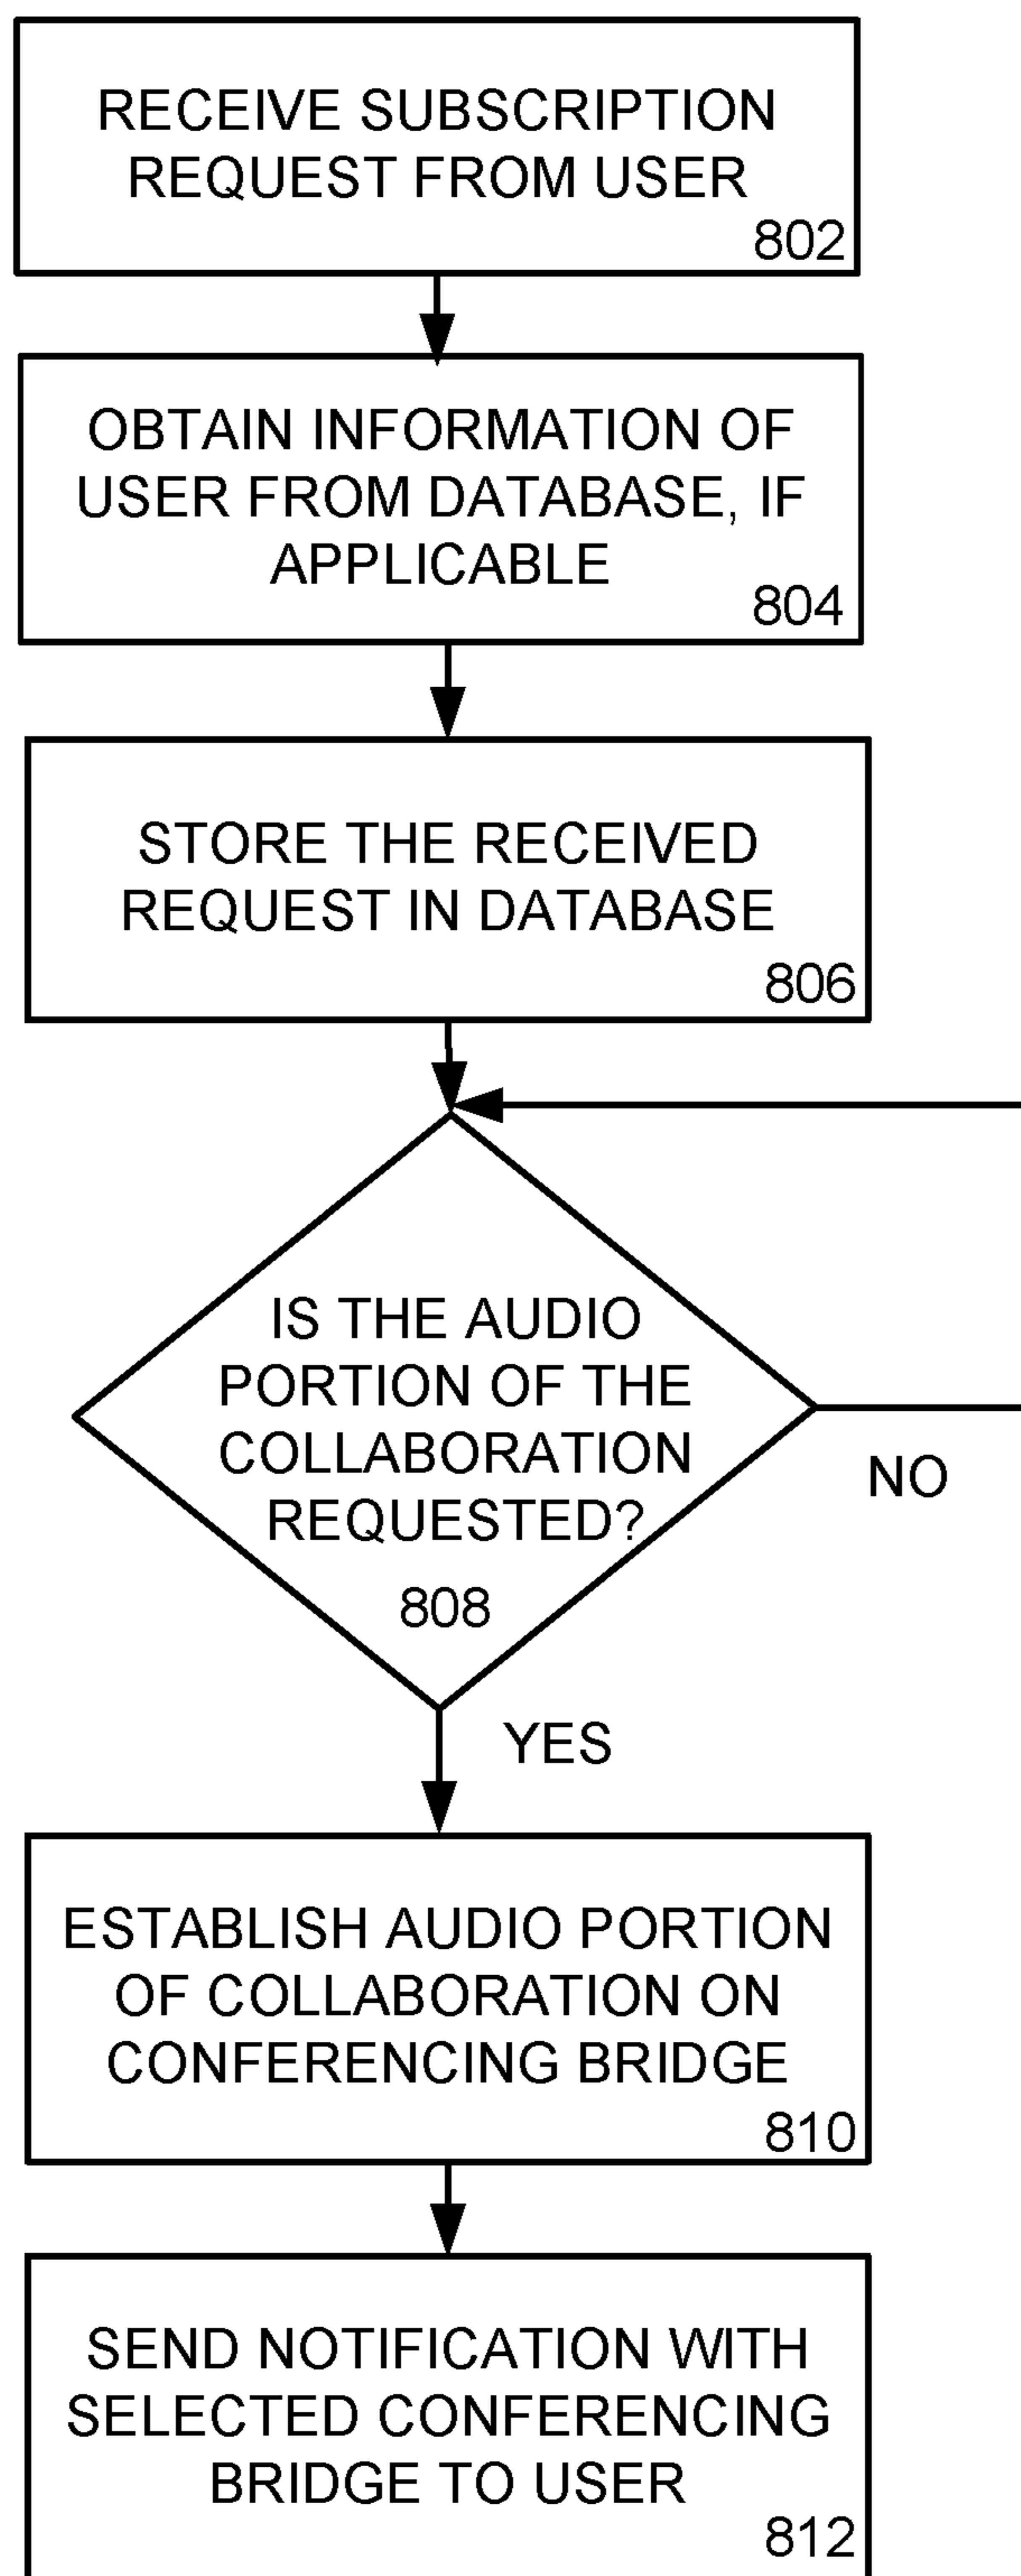 RECEIVE SUBSCRIPTION
REQUEST FROM USER
802
OBTAIN INFORMATION OF
USER FROM DATABASE, IF
APPLICABLE
804
STORE THE RECEIVED
REQUEST IN DATABASE
806
IS THE AUDIO
PORTION OF THE
COLLABORATION
REQUESTED?
808
NO
YES
ESTABLISH AUDIO PORTION
OF COLLABORATION ON
CONFERENCING BRIDGE
810
SEND NOTIFICATION WITH
SELECTED CONFERENCING
BRIDGE TO USER
812